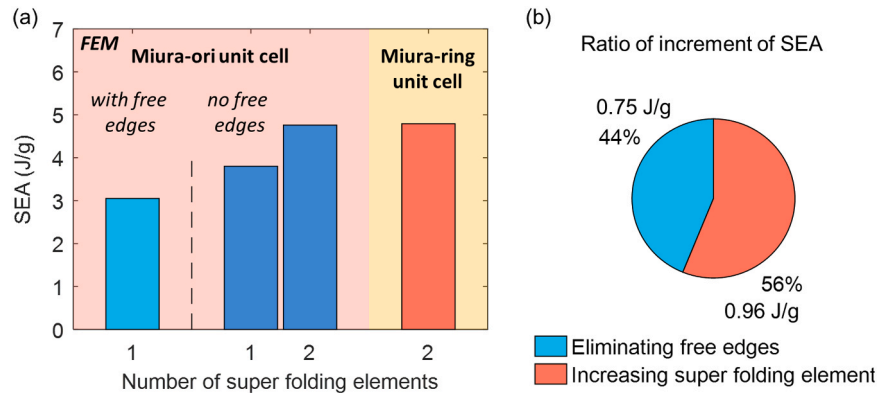 (a)
7
6
5
4
3
2
1
0
SEA (J/g)
FEM
Miura-ori unit cell
with free
edges
no free
edges
Miura-ring
unit cell
1
1
2
2
Number of super folding elements
(b)
Ratio of increment of SEA
0.75 J/g
44%
56%
0.96 J/g
Eliminating free edges
Increasing super folding element